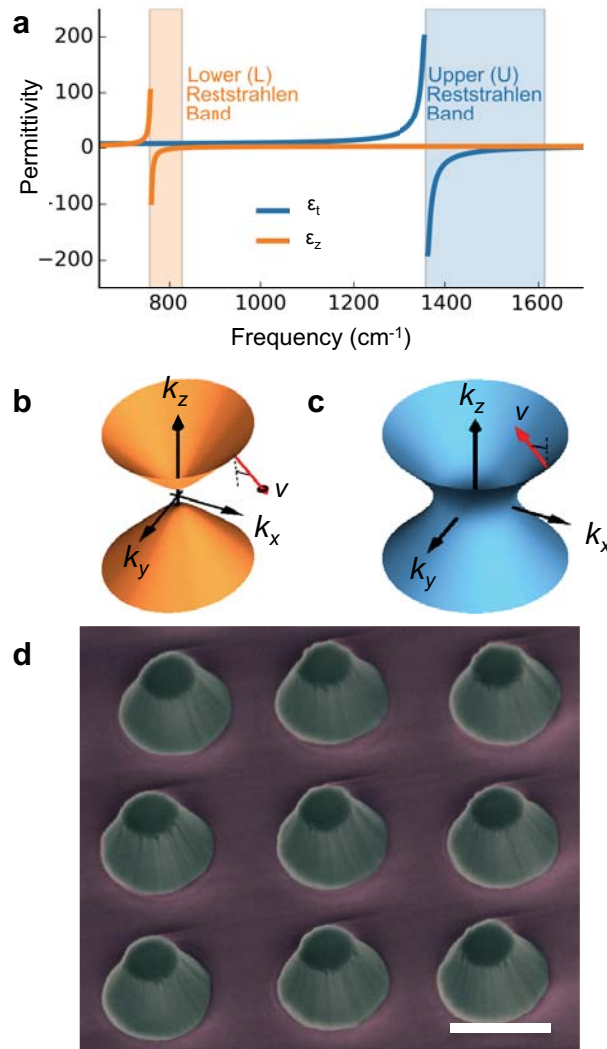 a
200
100
0
−100
−200
Permittivity
Lower (L)
Reststrahlen
Band
Upper (U)
Reststrahlen
Band
εt
εz
800
1000
1200
1400
1600
Frequency (cm⁻¹)
b
kz
v
kx
ky
c
kz
v
kx
ky
d